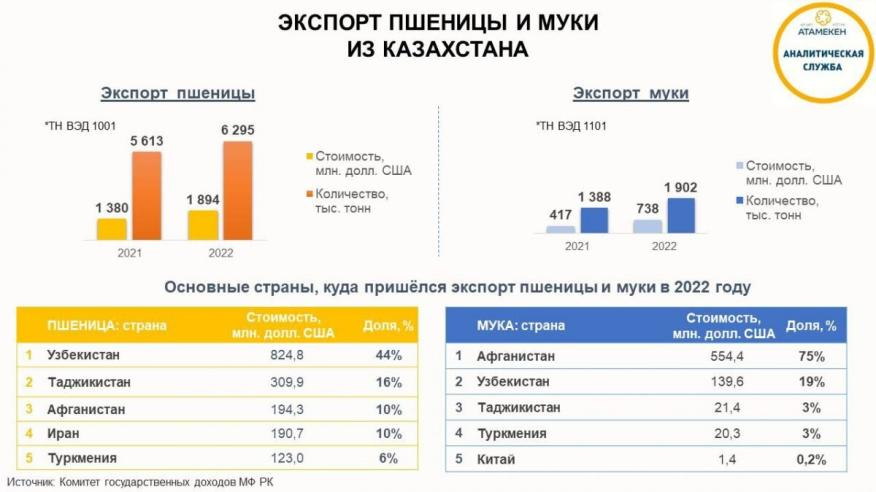 ЭКСПОРТ ПШЕНИЦЫ И МУКИ
ИЗ КАЗАХСТАНА
АТАМЕКЕН
АНАЛИТИЧЕСКАЯ
СЛУЖБА
Экспорт пшеницы
*ТН ВЭД 1001
5 613
6 295
1 380
1 894
2021
2022
Стоимость,
млн. долл. США
Количество,
тыс. тонн
Экспорт муки
*ТН ВЭД 1101
417
1 388
738
1 902
2021
2022
Стоимость,
млн. долл. США
Количество,
тыс. тонн
Основные страны, куда пришёлся экспорт пшеницы и муки в 2022 году
ПШЕНИЦА: страна Стоимость, млн. долл. США Доля, %
1 Узбекистан 824,8 44%
2 Таджикистан 309,9 16%
3 Афганистан 194,3 10%
4 Иран 190,7 10%
5 Туркмения 123,0 6%
МУКА: страна Стоимость, млн. долл. США Доля, %
1 Афганистан 554,4 75%
2 Узбекистан 139,6 19%
3 Таджикистан 21,4 3%
4 Туркмения 20,3 3%
5 Китай 1,4 0,2%
Источник: Комитет государственных доходов МФ РК